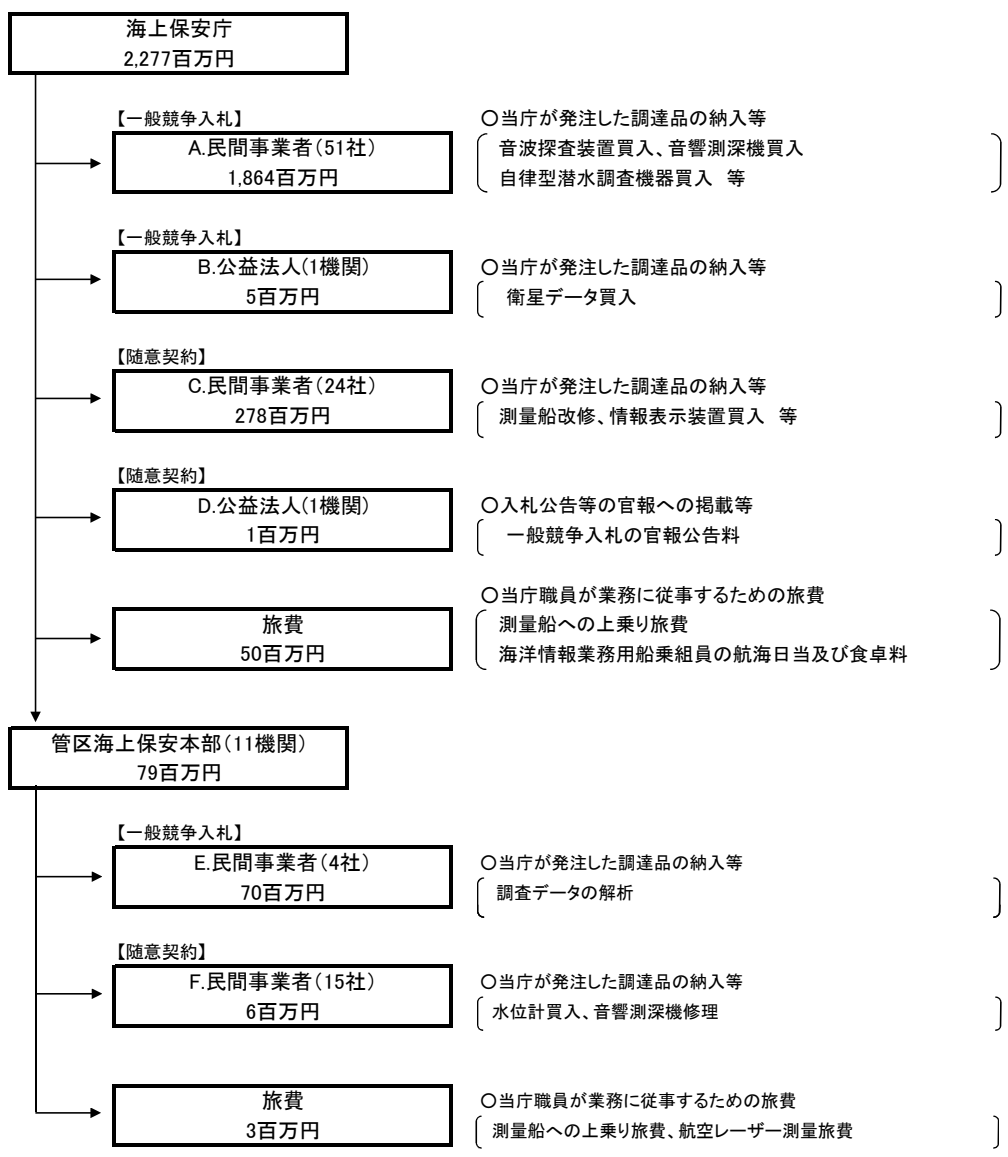 海上保安庁
2,277百万円
【一般競争入札】
A.民間事業者(51社)
1,864百万円
○当庁が発注した調達品の納入等
音波探査装置買入、音響測深機買入
自律型潜水調査機器買入 等
【一般競争入札】
B.公益法人(1機関)
5百万円
○当庁が発注した調達品の納入等
衛星データ買入
【随意契約】
C.民間事業者(24社)
278百万円
○当庁が発注した調達品の納入等
測量船改修、情報表示装置買入 等
【随意契約】
D.公益法人(1機関)
1百万円
○入札公告等の官報への掲載等
一般競争入札の官報公告料
旅費
50百万円
○当庁職員が業務に従事するための旅費
測量船への上乗り旅費
海洋情報業務用船乗組員の航海日当及び食卓料
管区海上保安本部(11機関)
79百万円
【一般競争入札】
E.民間事業者(4社)
70百万円
○当庁が発注した調達品の納入等
調査データの解析
【随意契約】
F.民間事業者(15社)
6百万円
○当庁が発注した調達品の納入等
水位計買入、音響測深機修理
旅費
3百万円
○当庁職員が業務に従事するための旅費
測量船への上乗り旅費、航空レーザー測量旅費